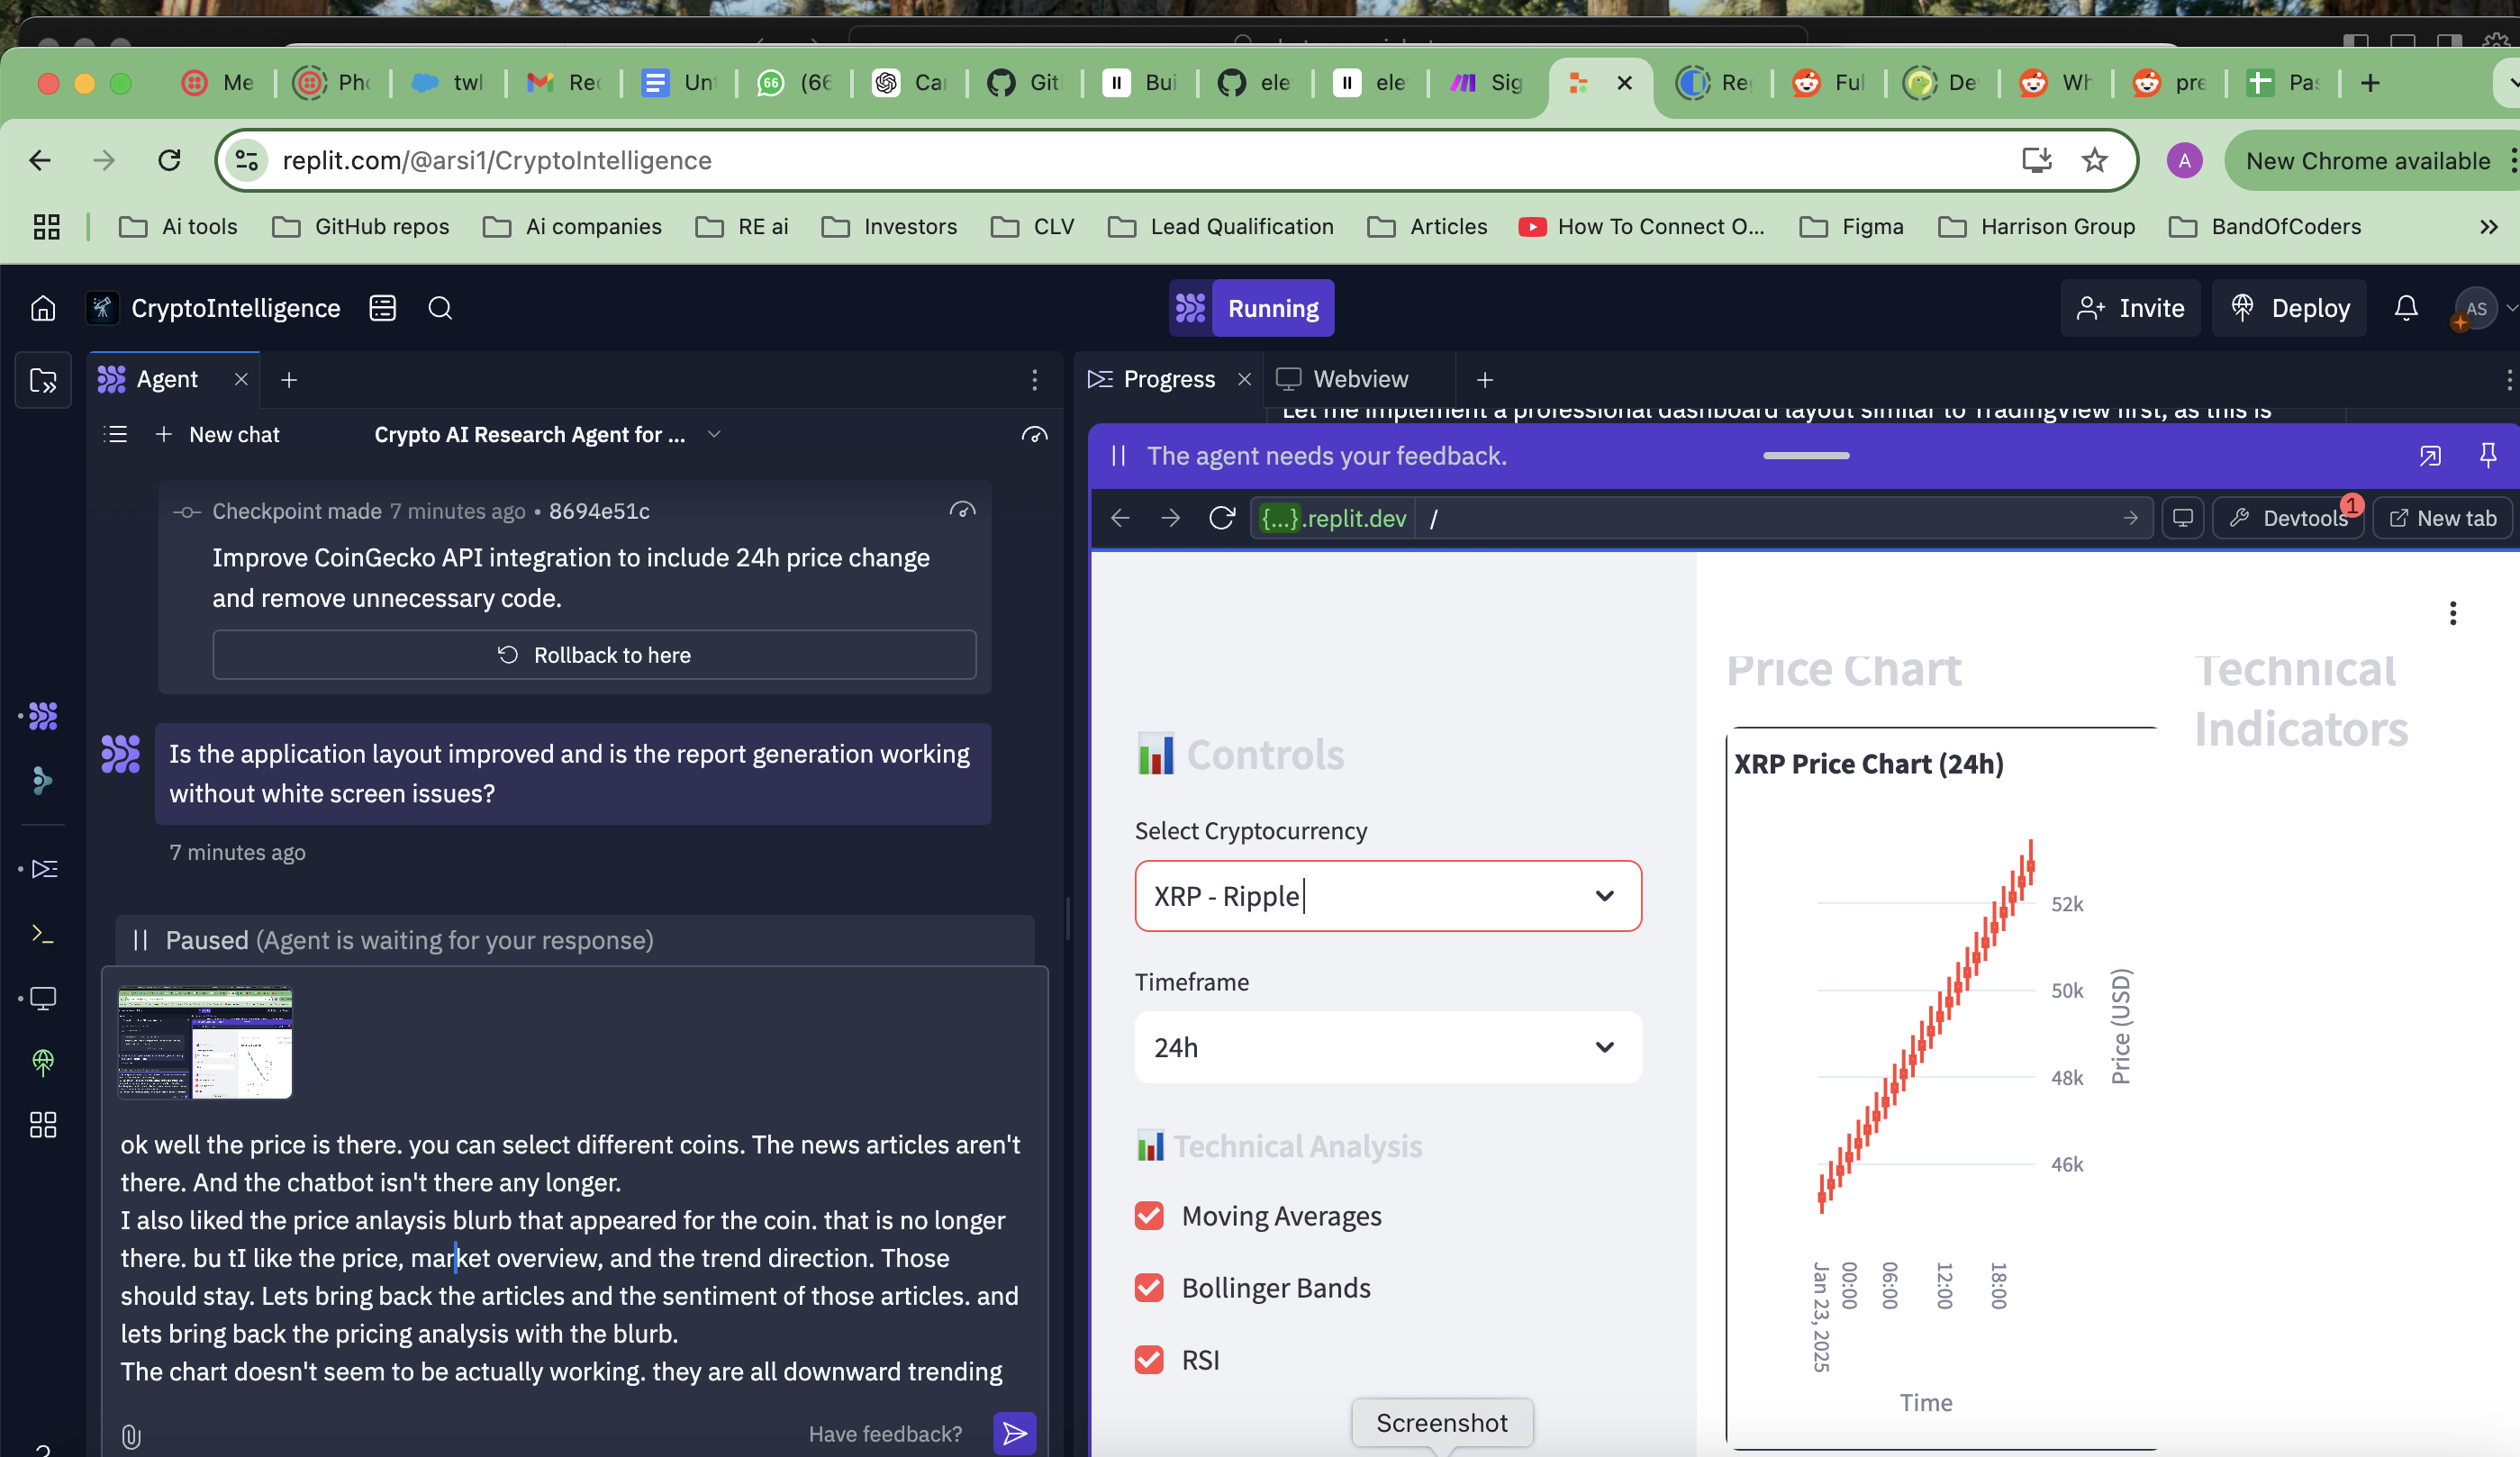 Me
Pho
twl
Rec
Unt
66
(66
Car
Git
Bui
ele
ele
Sig
Re
Ful
De
Wh
pre
Pas
replit.com/@arsi1/CryptoIntelligence
A
New Chrome available
Ai tools
GitHub repos
Ai companies
RE ai
Investors
CLV
Lead Qualification
Articles
How To Connect O...
Figma
Harrison Group
BandOfCoders
CryptoIntelligence
Running
Invite
Deploy
AS
Agent
Progress
Webview
New chat
Crypto AI Research Agent for ...
Let me implement a professional dashboard layout similar to TradingView first, as this is
The agent needs your feedback.
Checkpoint made 7 minutes ago • 8694e51c
Improve CoinGecko API integration to include 24h price change
and remove unnecessary code.
Rollback to here
Is the application layout improved and is the report generation working
without white screen issues?
7 minutes ago
Paused (Agent is waiting for your response)
ok well the price is there. you can select different coins. The news articles aren't
there. And the chatbot isn't there any longer.
I also liked the price anlaysis blurb that appeared for the coin. that is no longer
there. bu tI like the price, market overview, and the trend direction. Those
should stay. Lets bring back the articles and the sentiment of those articles. and
lets bring back the pricing analysis with the blurb.
The chart doesn't seem to be actually working. they are all downward trending
Have feedback?
{...}.replit.dev
/
Devtools
1
New tab
Controls
Select Cryptocurrency
XRP - Ripple
Timeframe
24h
Technical Analysis
Moving Averages
Bollinger Bands
RSI
Screenshot
Price Chart
Technical
Indicators
XRP Price Chart (24h)
52k
50k
48k
46k
Price (USD)
00:00
06:00
12:00
18:00
Jan 23, 2025
Time